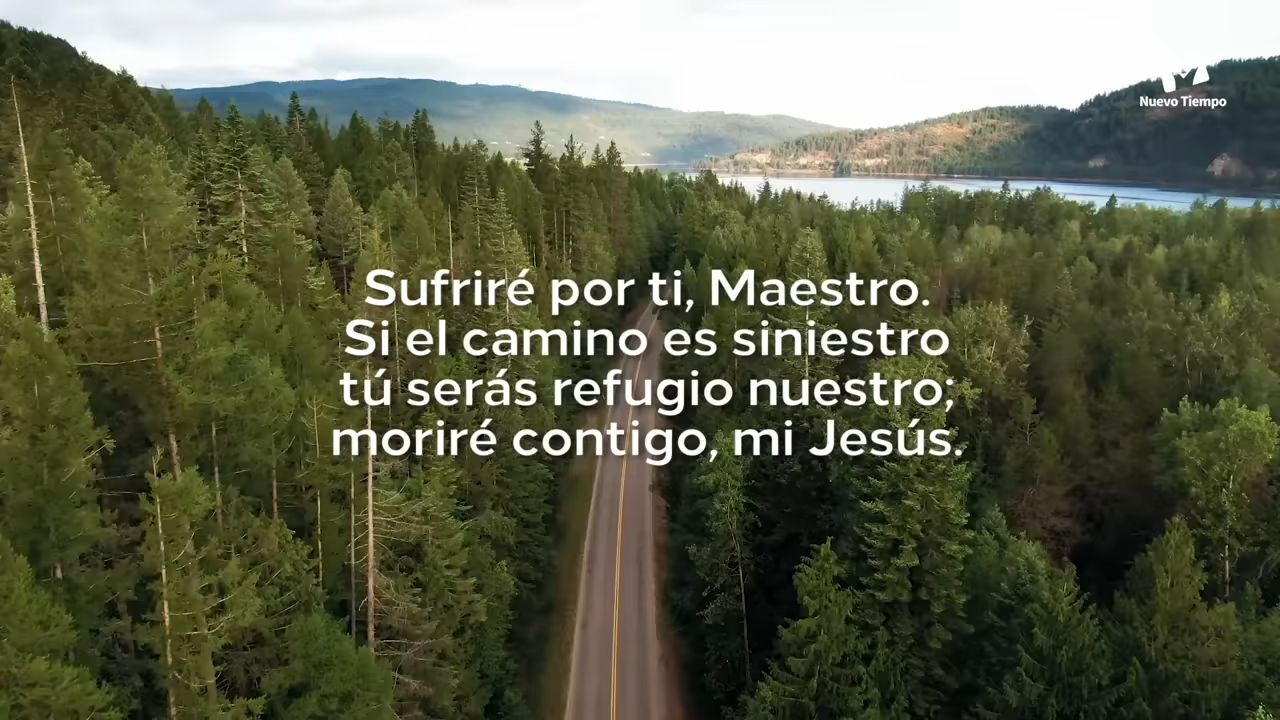 Nuevo Tiempo
Sufriré por ti, Maestro.
Si el camino es siniestro
tú serás refugio nuestro;
moriré contigo, mi Jesús.